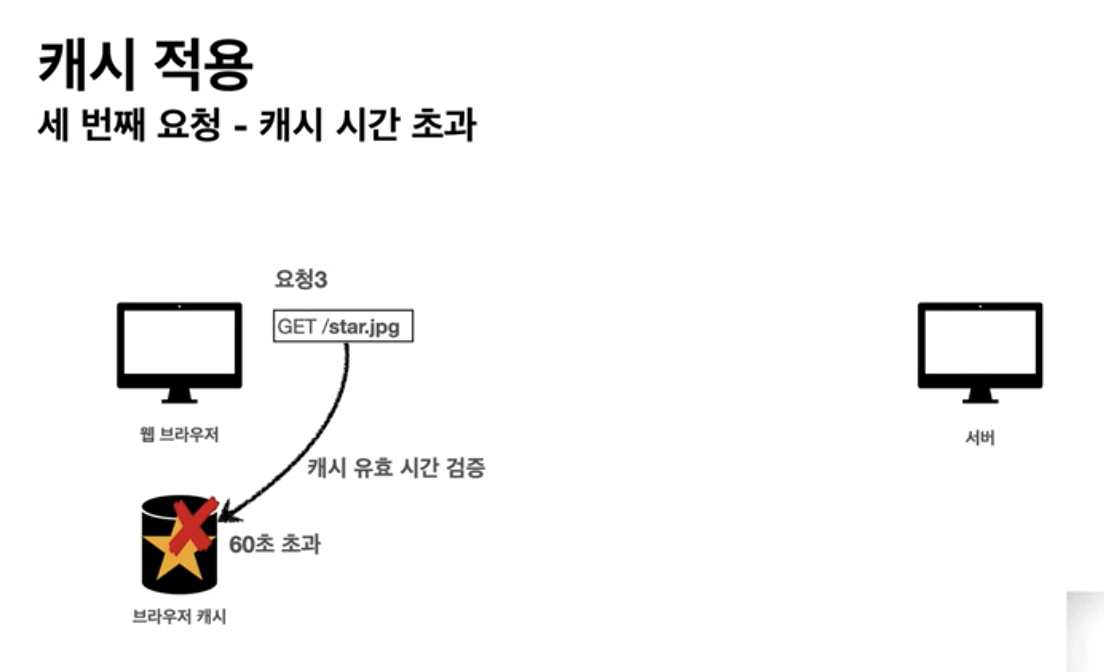 캐시 적용
세 번째 요청 - 캐시 시간 초과
요청3
GET /star.jpg
웹 브라우저
서버
캐시 유효 시간 검증
60초 초과
브라우저 캐시